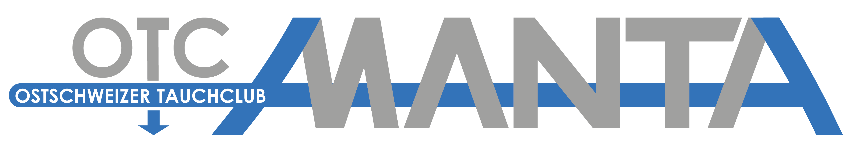 OTC MANTA
OSTSCHWEIZER TAUCHCLUB